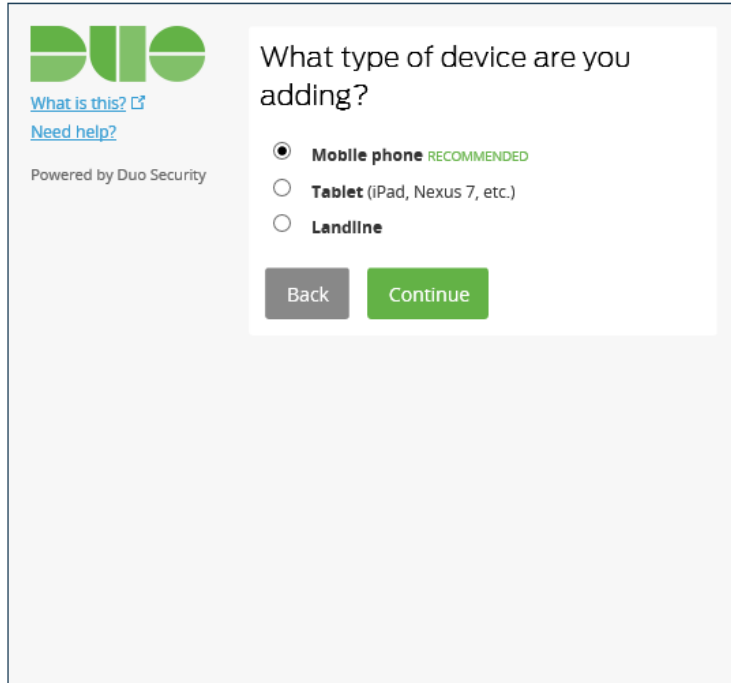 DUO
What is this?
Need help?
Powered by Duo Security
What type of device are you
adding?
Mobile phone RECOMMENDED
Tablet (iPad, Nexus 7, etc.)
Landline
Back
Continue